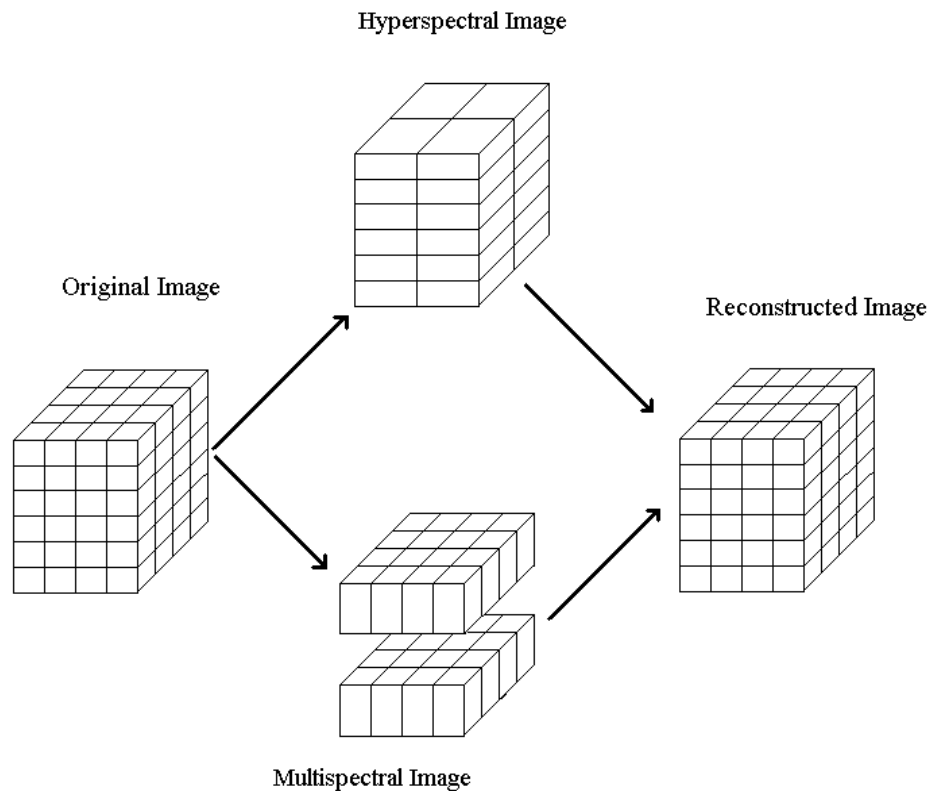 Hyperspectral Image
Original Image
Reconstructed Image
Multispectral Image